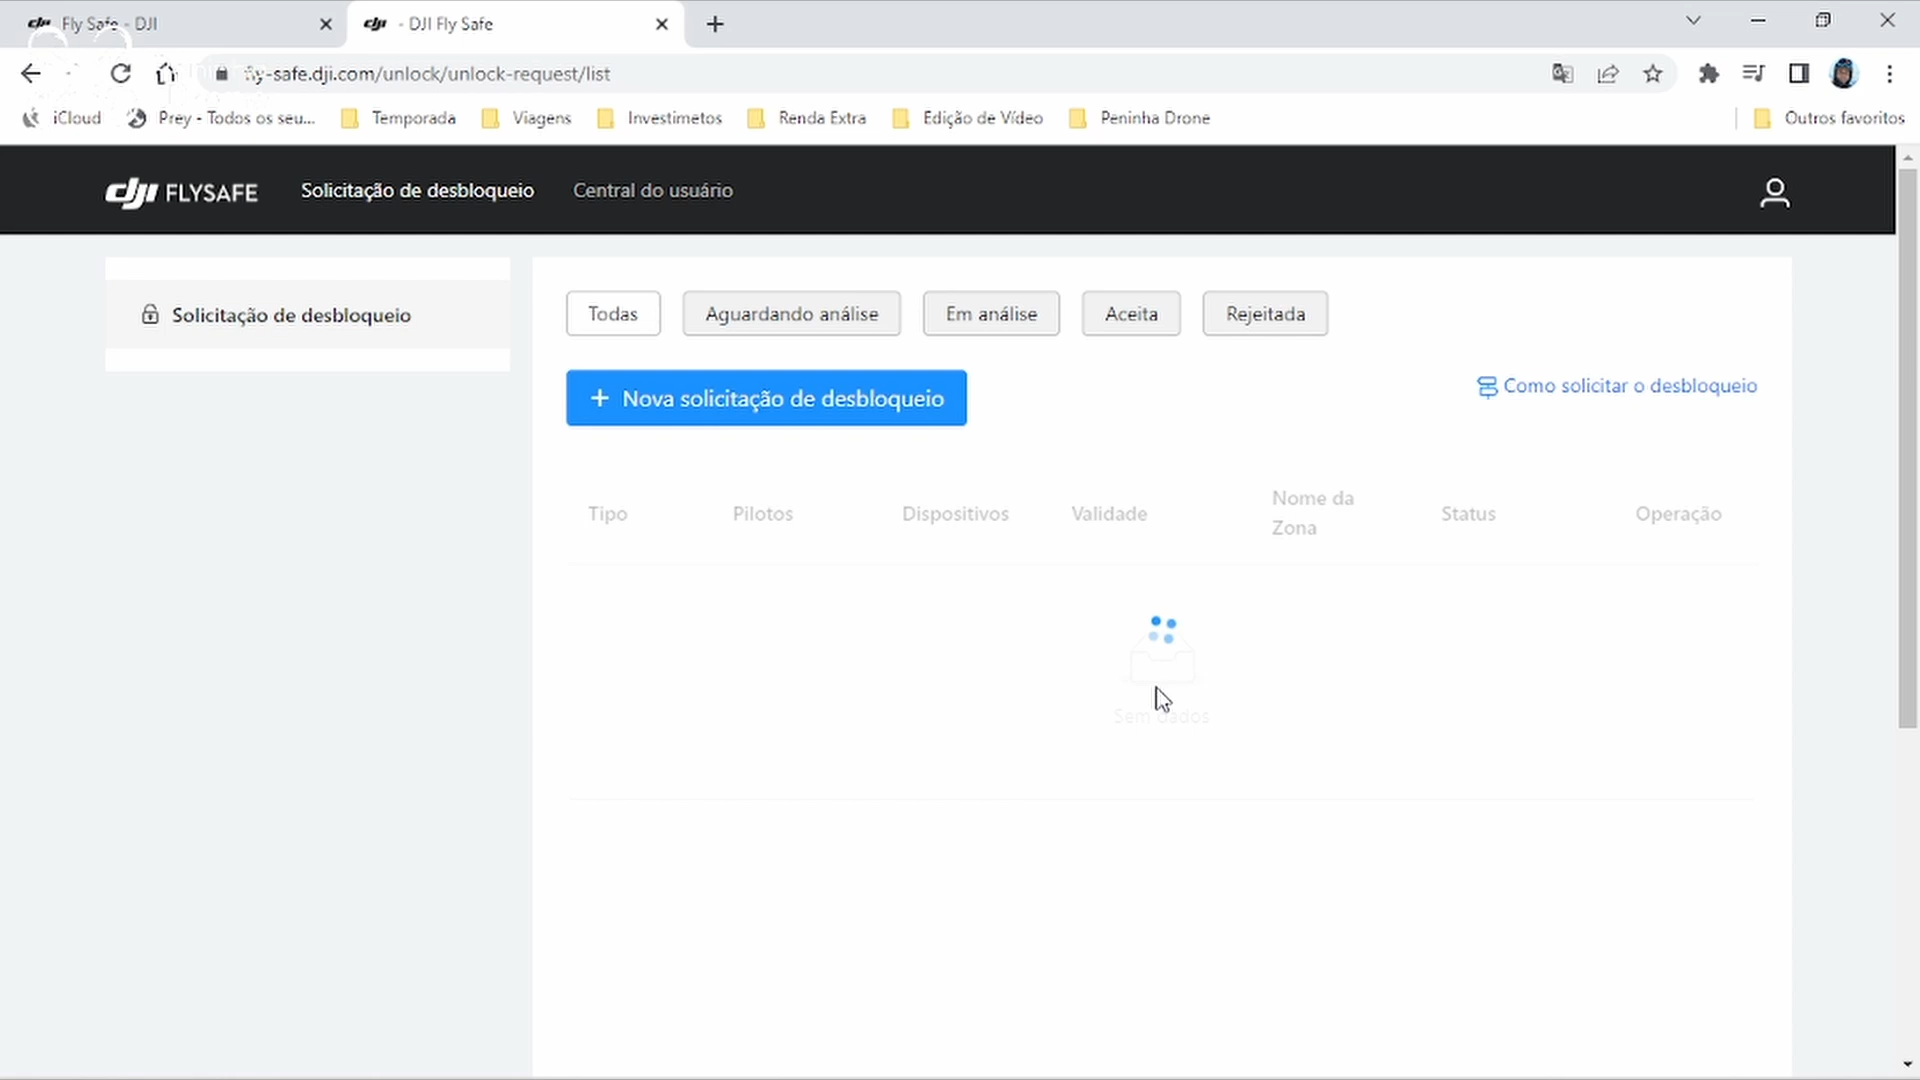 Fly Safe - DJI
- DJI Fly Safe
fly-safe.dji.com/unlock/unlock-request/list
iCloud
Prey - Todos os seu...
Temporada
Viagens
Investimetos
Renda Extra
Edição de Vídeo
Peninha Drone
Outros favoritos
dji FLYSAFE
Solicitação de desbloqueio
Central do usuário
Solicitação de desbloqueio
Todas
Aguardando análise
Em análise
Aceita
Rejeitada
+ Nova solicitação de desbloqueio
Como solicitar o desbloqueio
Tipo
Pilotos
Dispositivos
Validade
Nome da
Zona
Status
Operação
Sem dados